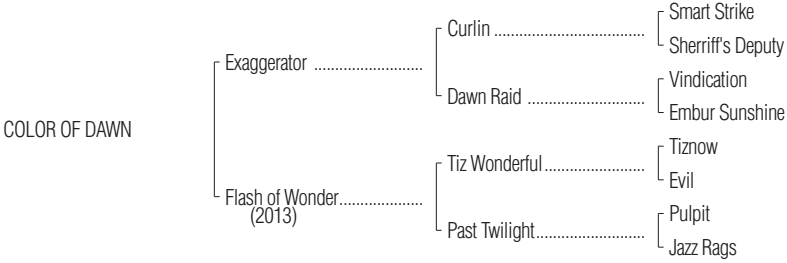 Smart Strike
Curlin ................................
Sherriff's Deputy
Exaggerator .......................
Vindication
Dawn Raid .........................
Embur Sunshine
COLOR OF DAWN
Tiznow
Tiz Wonderful .....................
Evil
Flash of Wonder..................
(2013)
Pulpit
Past Twilight.......................
Jazz Rags